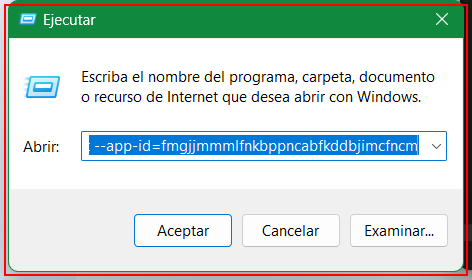 Ejecutar
Escriba el nombre del programa, carpeta, documento
o recurso de Internet que desea abrir con Windows.
Abrir: --app-id=fmgjjmmmlfnkbppncabfkddbjimcfncm
Aceptar Cancelar Examinar...